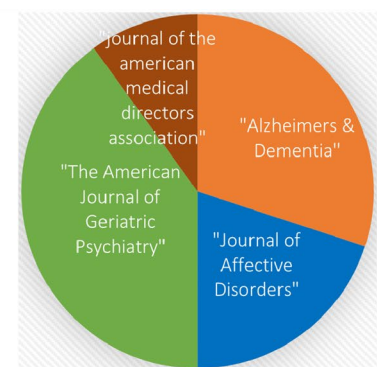 "journal of the
american
medical
directors
association"
"Alzheimers &
Dementia"
"The American
Journal of
Geriatric
Psychiatry"
"Journal of
Affective
Disorders"